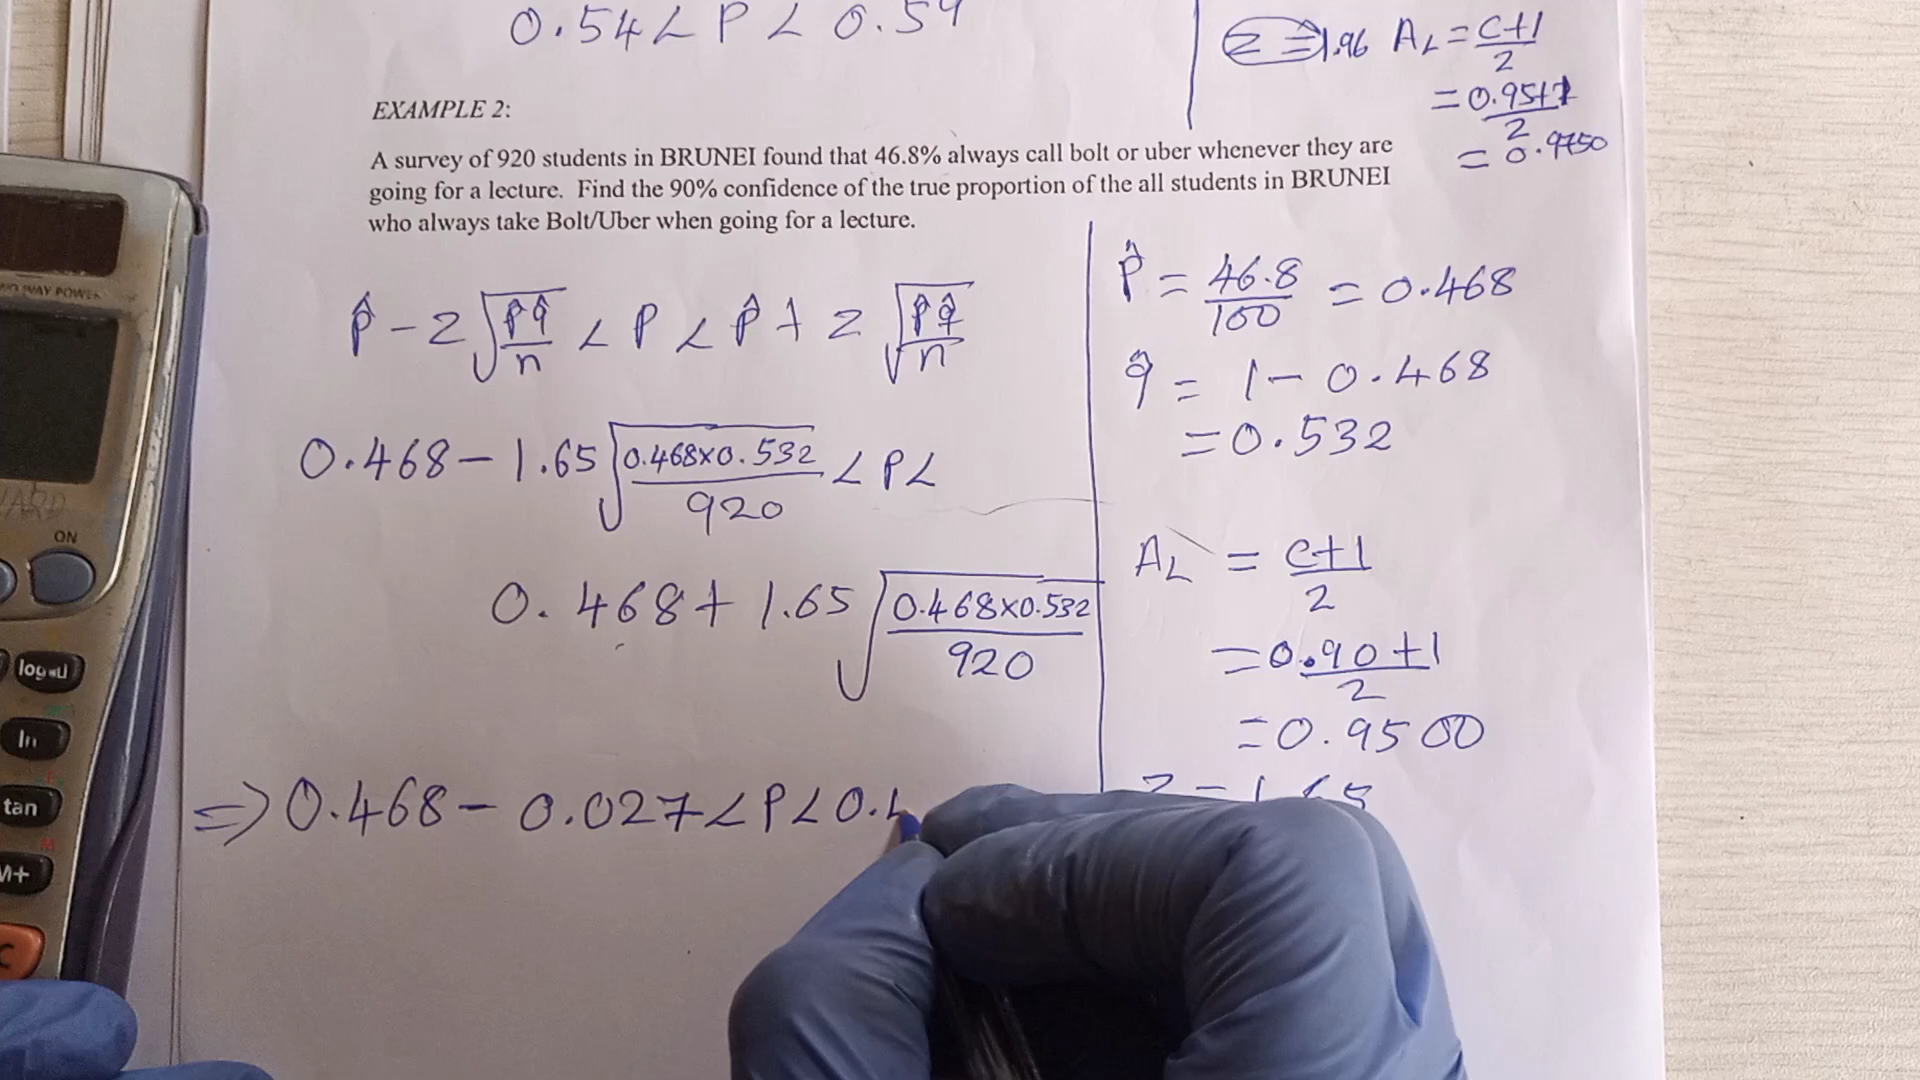 0.54 < P < 0.59
z = 1.96 A_L = C+1/2
= 0.95+1/2
= 0.9750
EXAMPLE 2:
A survey of 920 students in BRUNEI found that 46.8% always call bolt or uber whenever they are
going for a lecture. Find the 90% confidence of the true proportion of the all students in BRUNEI
who always take Bolt/Uber when going for a lecture.
p̂ - z√(p̂q̂/n) < P < p̂ + z√(p̂q̂/n)
0.468 - 1.65√(0.468×0.532/920) < P <
0.468 + 1.65√(0.468×0.532/920)
⇒ 0.468 - 0.027 < P < 0.4
p̂ = 46.8/100 = 0.468
q̂ = 1 - 0.468
= 0.532
A_L = C+1/2
= 0.90+1/2
= 0.9500
z = 1.65
ON
log
ln
tan
M+
C